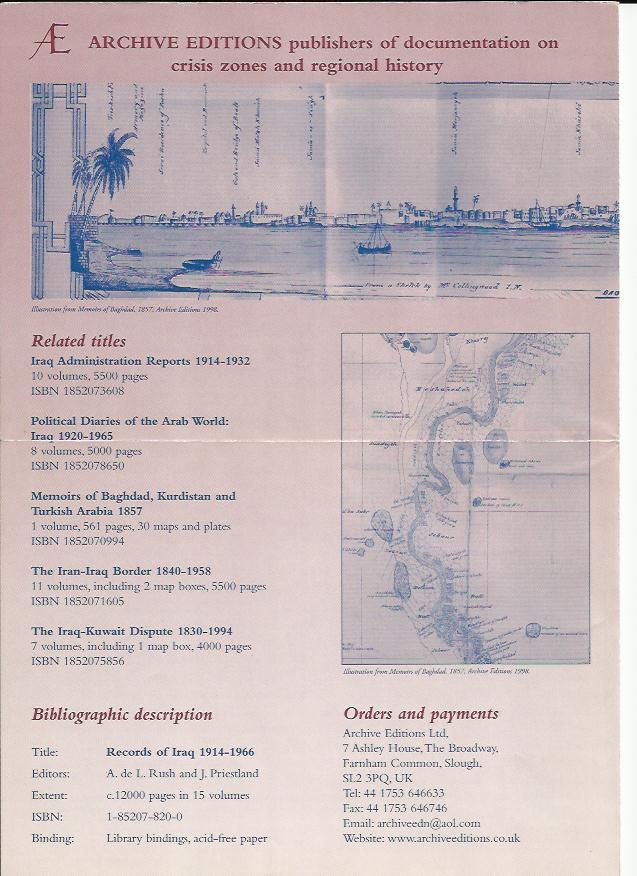 Æ ARCHIVE EDITIONS publishers of documentation on
crisis zones and regional history
From a Sketch by Mr. Collingwood I.N.
Illustration from Memoirs of Baghdad, 1857, Archive Editions 1998.
Related titles
Iraq Administration Reports 1914-1932
10 volumes, 5500 pages
ISBN 1852073608
Political Diaries of the Arab World:
Iraq 1920-1965
8 volumes, 5000 pages
ISBN 1852078650
Memoirs of Baghdad, Kurdistan and
Turkish Arabia 1857
1 volume, 561 pages, 30 maps and plates
ISBN 1852070994
The Iran-Iraq Border 1840-1958
11 volumes, including 2 map boxes, 5500 pages
ISBN 1852071605
The Iraq-Kuwait Dispute 1830-1994
7 volumes, including 1 map box, 4000 pages
ISBN 1852075856
Illustration from Memoirs of Baghdad, 1857, Archive Editions 1998.
Bibliographic description
Title: Records of Iraq 1914-1966
Editors: A. de L. Rush and J. Priestland
Extent: c.12000 pages in 15 volumes
ISBN: 1-85207-820-0
Binding: Library bindings, acid-free paper
Orders and payments
Archive Editions Ltd,
7 Ashley House, The Broadway,
Farnham Common, Slough,
SL2 3PQ, UK
Tel: 44 1753 646633
Fax: 44 1753 646746
Email: archiveedn@aol.com
Website: www.archiveeditions.co.uk